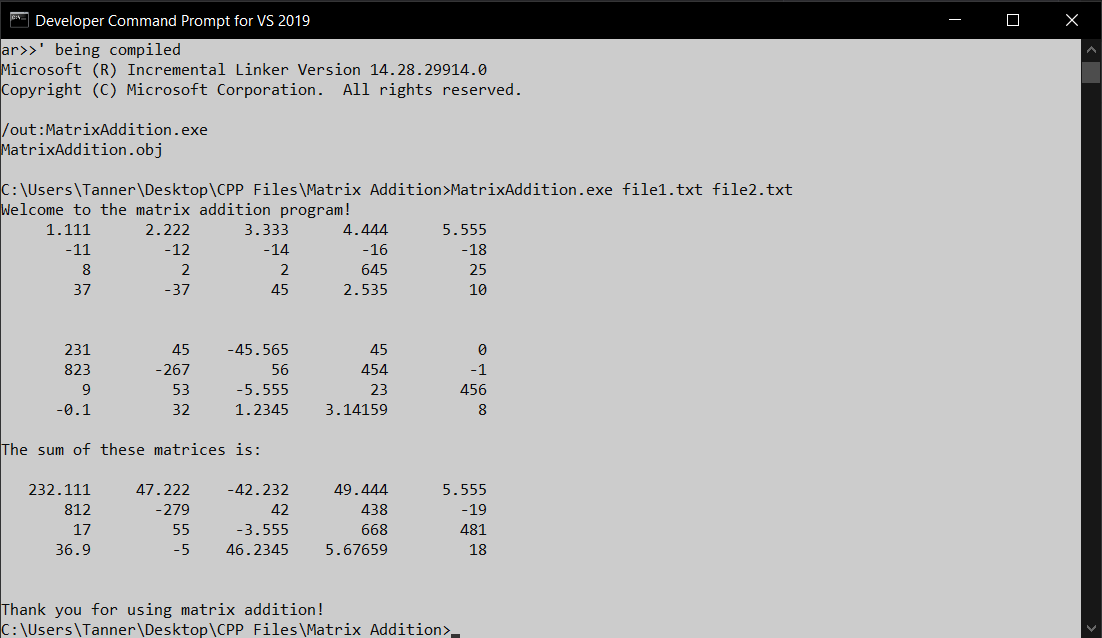 Developer Command Prompt for VS 2019
ar>>' being compiled
Microsoft (R) Incremental Linker Version 14.28.29914.0
Copyright (C) Microsoft Corporation.  All rights reserved.
/out:MatrixAddition.exe
MatrixAddition.obj
C:\Users\Tanner\Desktop\CPP Files\Matrix Addition>MatrixAddition.exe file1.txt file2.txt
Welcome to the matrix addition program!
     1.111      2.222      3.333      4.444      5.555
       -11        -12        -14        -16        -18
         8          2          2        645         25
        37        -37         45      2.535         10
       231         45    -45.565         45          0
       823       -267         56        454         -1
         9         53     -5.555         23        456
      -0.1         32     1.2345    3.14159          8
The sum of these matrices is:
   232.111     47.222    -42.232     49.444      5.555
       812       -279         42        438        -19
        17         55     -3.555        668        481
      36.9         -5    46.2345    5.67659         18
Thank you for using matrix addition!
C:\Users\Tanner\Desktop\CPP Files\Matrix Addition>